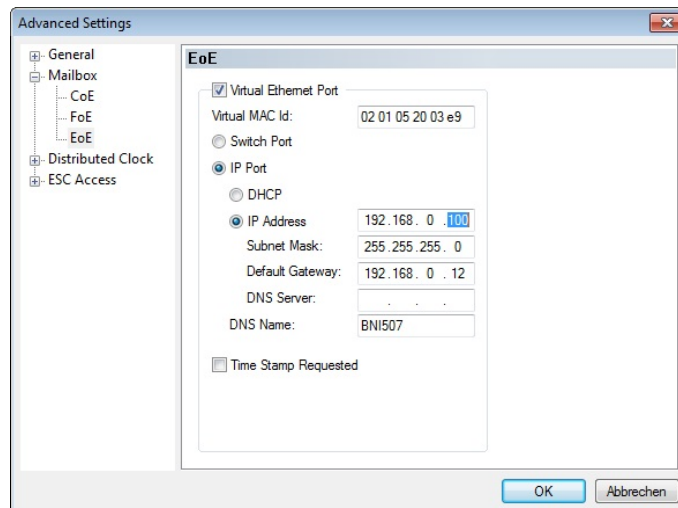 Advanced Settings
General
Mailbox
CoE
FoE
EoE
Distributed Clock
ESC Access
EoE
Virtual Ethernet Port
Virtual MAC Id: 02 01 05 20 03 e9
Switch Port
IP Port
DHCP
IP Address 192.168. 0 .100
Subnet Mask: 255.255.255. 0
Default Gateway: 192.168. 0 . 12
DNS Server: . . .
DNS Name: BNI507
Time Stamp Requested
OK Abbrechen